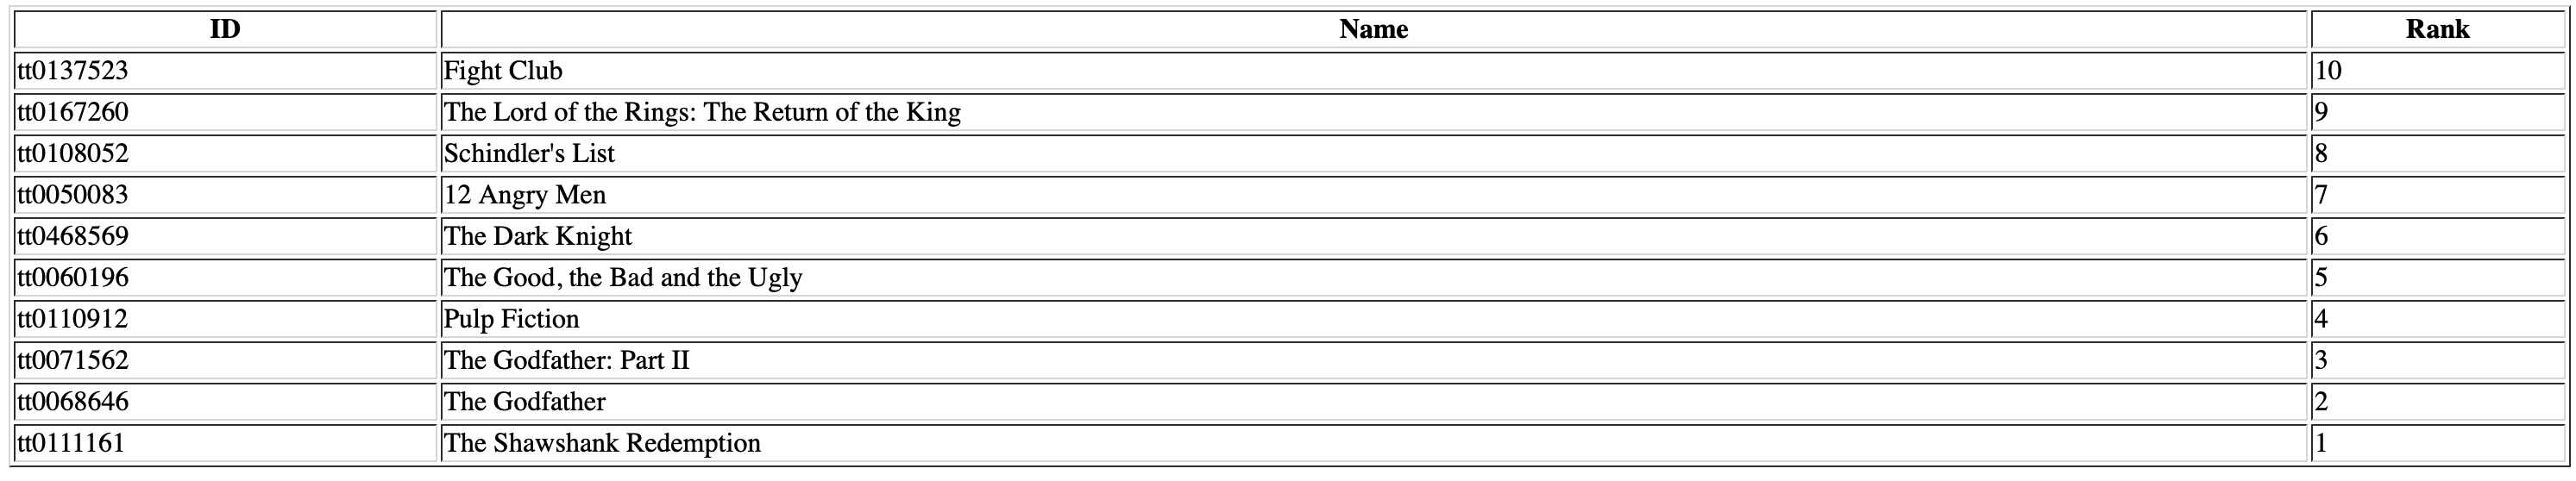 ID Name Rank
tt0137523 Fight Club 10
tt0167260 The Lord of the Rings: The Return of the King 9
tt0108052 Schindler's List 8
tt0050083 12 Angry Men 7
tt0468569 The Dark Knight 6
tt0060196 The Good, the Bad and the Ugly 5
tt0110912 Pulp Fiction 4
tt0071562 The Godfather: Part II 3
tt0068646 The Godfather 2
tt0111161 The Shawshank Redemption 1